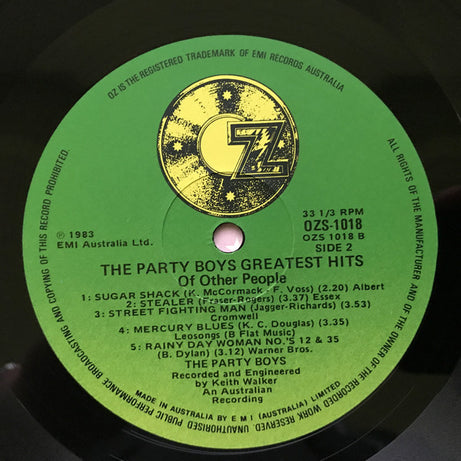 OZ IS THE REGISTERED TRADEMARK OF EMI RECORDS AUSTRALIA
OZ
℗ 1983
EMI Australia Ltd.
33 1/3 RPM
OZS-1018
OZS 1018 B
SIDE 2
THE PARTY BOYS GREATEST HITS
Of Other People
1: SUGAR SHACK (K. McCormack / F. Voss) (2.20) Albert
2: STEALER (Fraser-Rogers) (3.37) Essex
3: STREET FIGHTING MAN (Jagger-Richards) (3.53)
Cromwell
4: MERCURY BLUES (K. C. Douglas) (3.35)
Leosongs (B Flat Music)
5: RAINY DAY WOMAN NO.'S 12 & 35
(B. Dylan) (3.12) Warner Bros.
THE PARTY BOYS
Recorded and Engineered
by Keith Walker
An Australian
Recording
MADE IN AUSTRALIA BY E M I (AUSTRALIA) LIMITED
ALL RIGHTS OF THE MANUFACTURER AND OF THE OWNER OF THE RECORDED WORK RESERVED. UNAUTHORISED PUBLIC PERFORMANCE BROADCASTING AND COPYING OF THIS RECORD PROHIBITED.